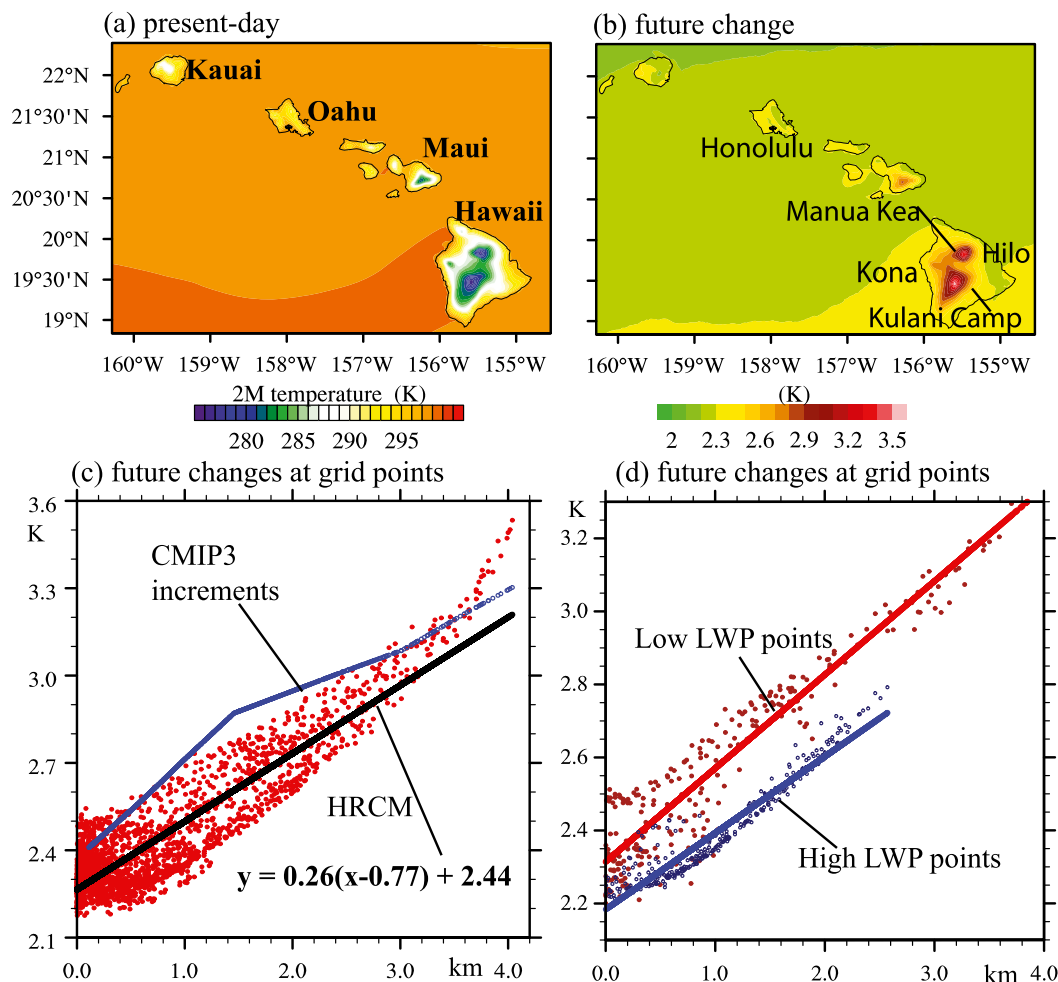 (a) present-day
(b) future change
22°N
21°30'N
21°N
20°30'N
20°N
19°30'N
19°N
Kauai
Oahu
Maui
Hawaii
160°W 159°W 158°W 157°W 156°W 155°W
Honolulu
Manua Kea
Hilo
Kona
Kulani Camp
160°W 159°W 158°W 157°W 156°W 155°W
2M temperature (K)
280 285 290 295
(K)
2 2.3 2.6 2.9 3.2 3.5
(c) future changes at grid points
3.6
K
3.3
3.0
2.7
2.4
2.1
CMIP3
increments
HRCM
y = 0.26(x-0.77) + 2.44
0.0 1.0 2.0 3.0 km 4.0
(d) future changes at grid points
K
3.2
3.0
2.8
2.6
2.4
2.2
Low LWP points
High LWP points
0.0 1.0 2.0 3.0 km 4.0